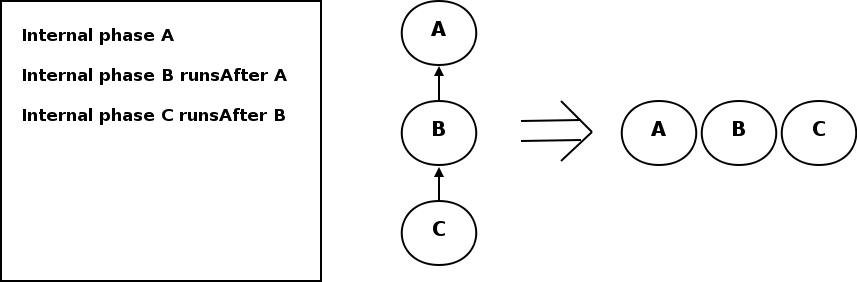 Internal phase A
Internal phase B runsAfter A
Internal phase C runsAfter B
A
B
C
A B C